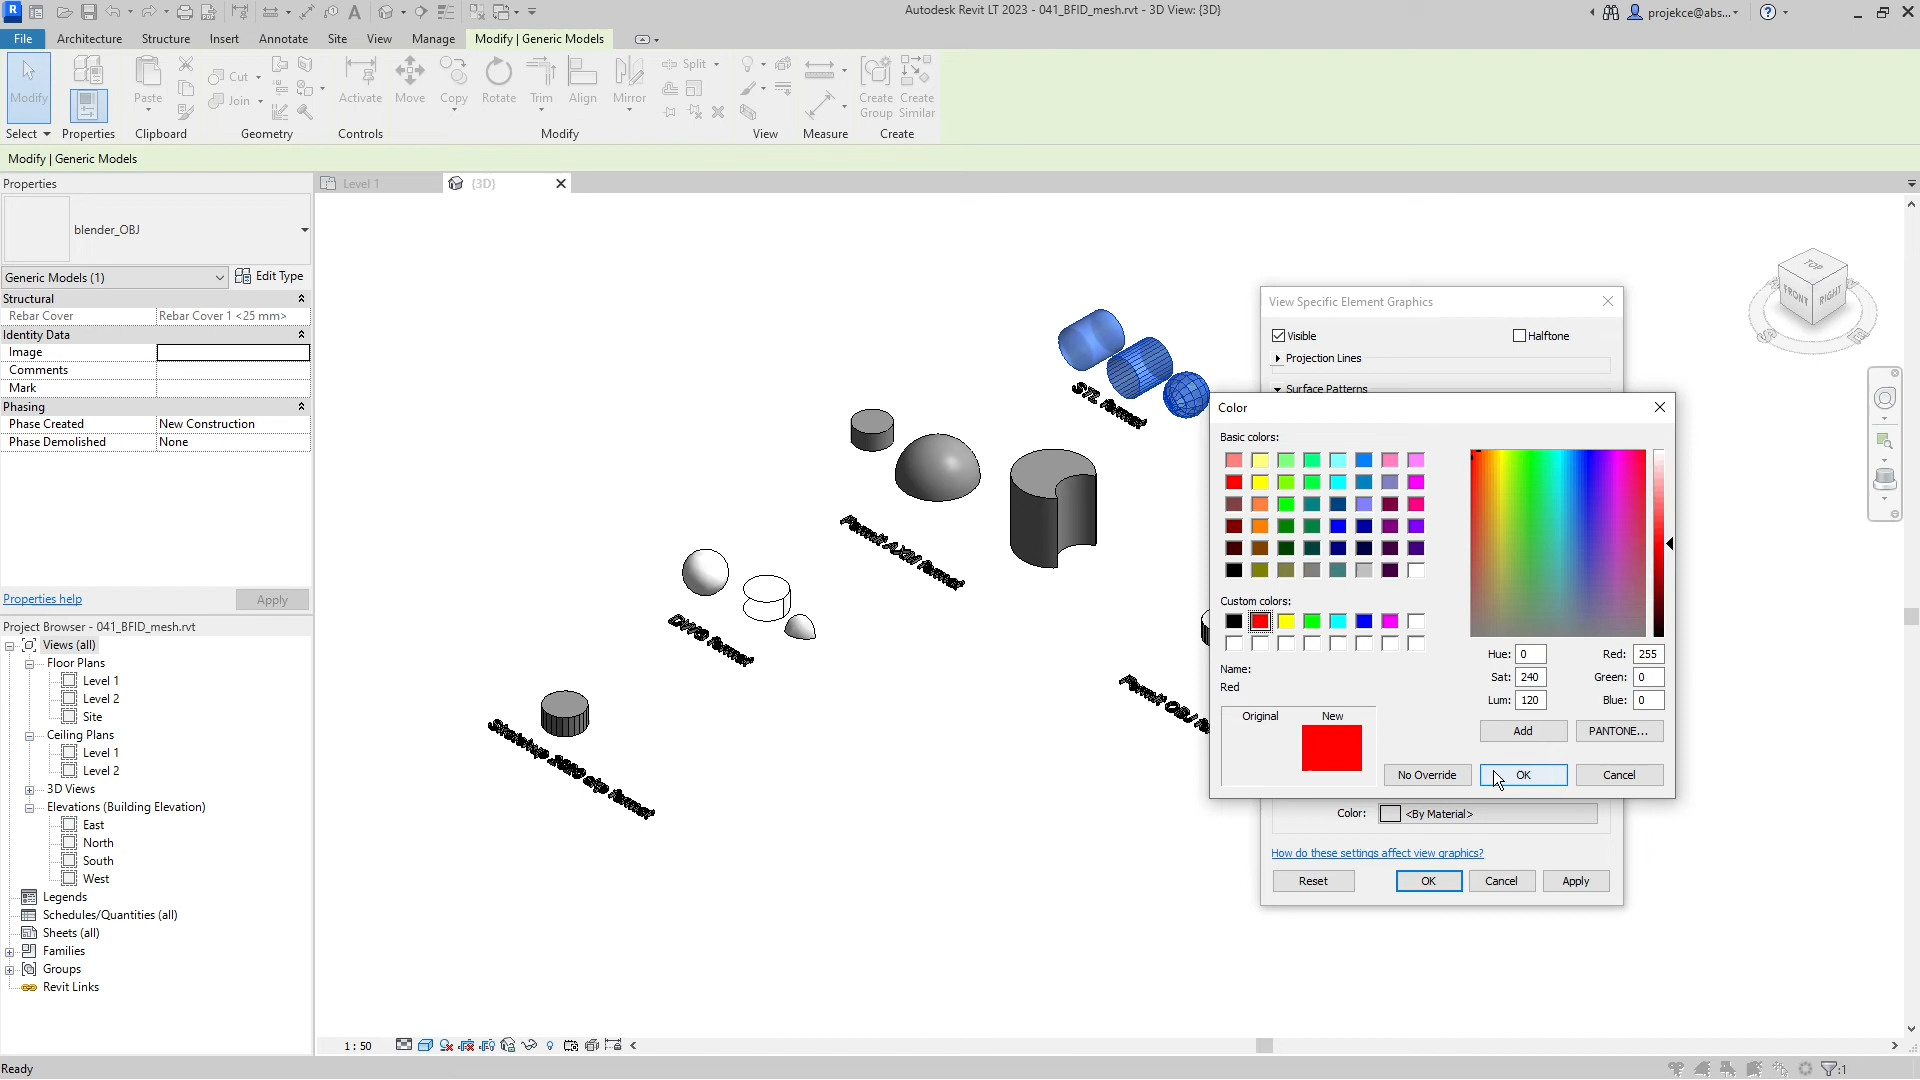 Autodesk Revit LT 2023 - 041_BFID_mesh.rvt - 3D View: {3D}
projekce@abs...
File
Architecture
Structure
Insert
Annotate
Site
View
Manage
Modify | Generic Models
Modify
Paste
Cut
Join
Activate
Move
Copy
Rotate
Trim
Align
Mirror
Split
Create Group
Create Similar
Select
Properties
Clipboard
Geometry
Controls
Modify
View
Measure
Create
Modify | Generic Models
Properties
Level 1
{3D}
blender_OBJ
Generic Models (1)
Edit Type
Structural
Rebar Cover
Rebar Cover 1 <25 mm>
Identity Data
Image
Comments
Mark
Phasing
Phase Created
New Construction
Phase Demolished
None
Properties help
Apply
Project Browser - 041_BFID_mesh.rvt
Views (all)
Floor Plans
Level 1
Level 2
Site
Ceiling Plans
Level 1
Level 2
3D Views
Elevations (Building Elevation)
East
North
South
West
Legends
Schedules/Quantities (all)
Sheets (all)
Families
Groups
Revit Links
TOP
FRONT
RIGHT
View Specific Element Graphics
Visible
Halftone
Projection Lines
Surface Patterns
Color
Basic colors:
Custom colors:
Name:
Red
Hue: 0
Red: 255
Sat: 240
Green: 0
Lum: 120
Blue: 0
Original
New
Add
PANTONE...
No Override
OK
Cancel
Color:
<By Material>
How do these settings affect view graphics?
Reset
OK
Cancel
Apply
1 : 50
Ready
:1